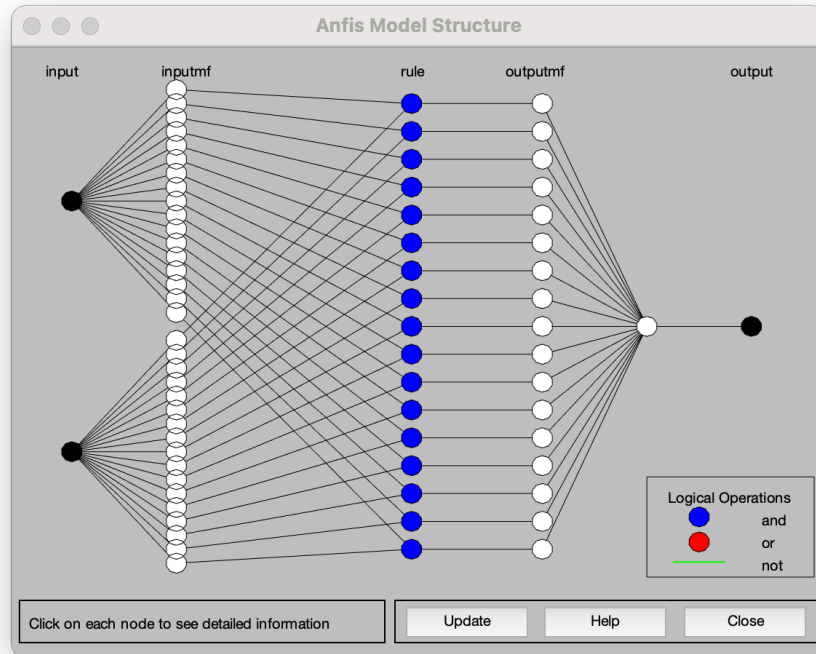 Anfis Model Structure
input inputmf rule outputmf output
Logical Operations
and
or
not
Click on each node to see detailed information
Update Help Close